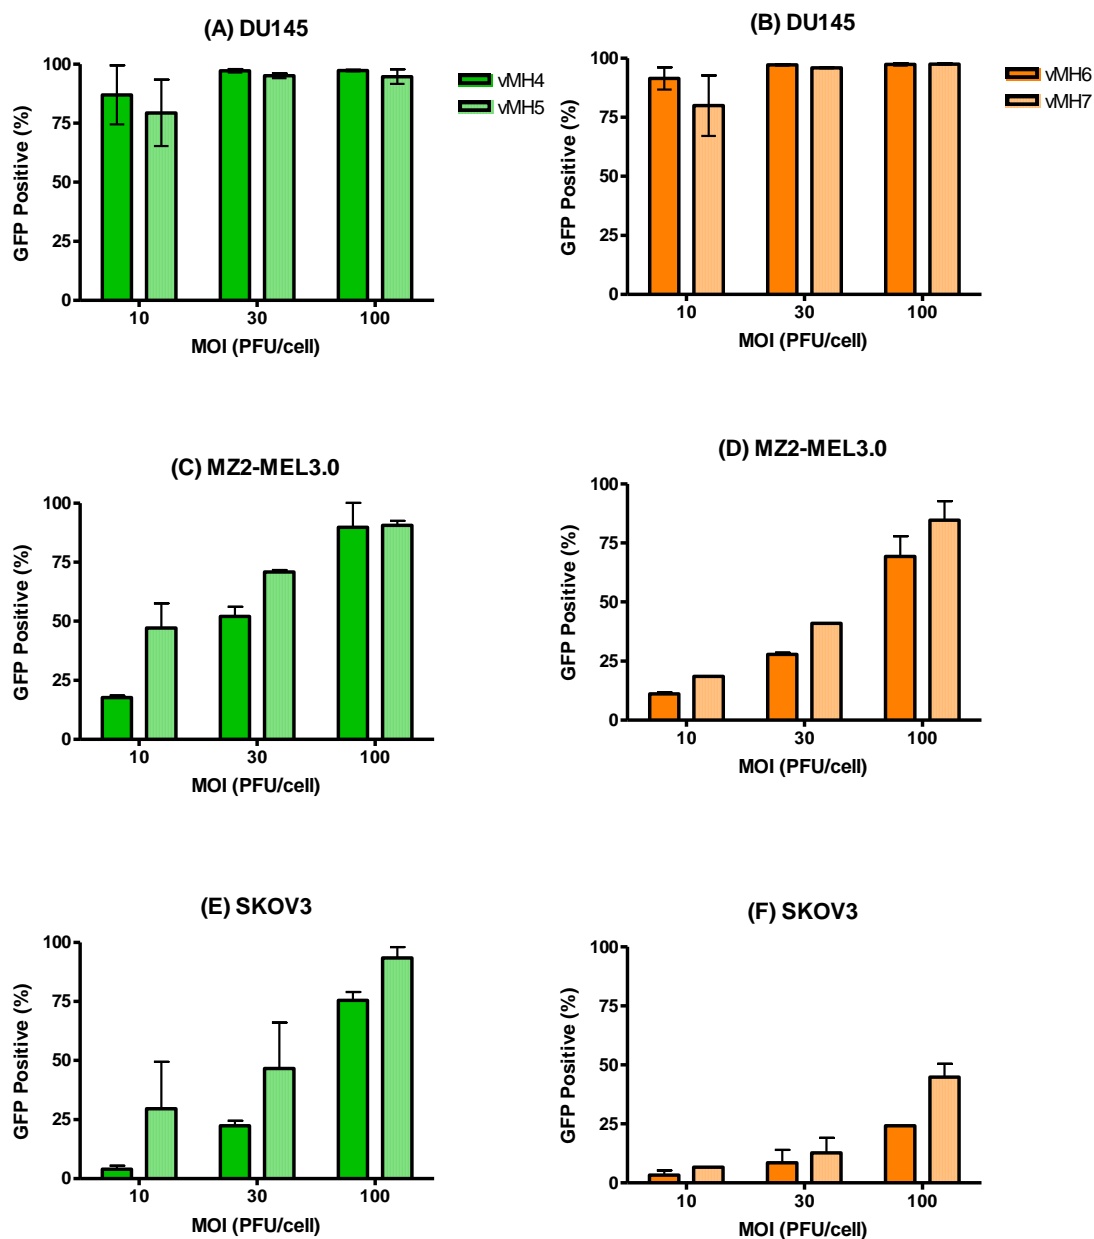 (A) DU145
100
75
50
25
0
GFP Positive (%)
10 30 100
MOI (PFU/cell)
vMH4
vMH5
(B) DU145
100
75
50
25
0
GFP Positive (%)
10 30 100
MOI (PFU/cell)
vMH6
vMH7
(C) MZ2-MEL3.0
100
75
50
25
0
GFP Positive (%)
10 30 100
MOI (PFU/cell)
(D) MZ2-MEL3.0
100
75
50
25
0
GFP Positive (%)
10 30 100
MOI (PFU/cell)
(E) SKOV3
100
75
50
25
0
GFP Positive (%)
10 30 100
MOI (PFU/cell)
(F) SKOV3
100
75
50
25
0
GFP Positive (%)
10 30 100
MOI (PFU/cell)